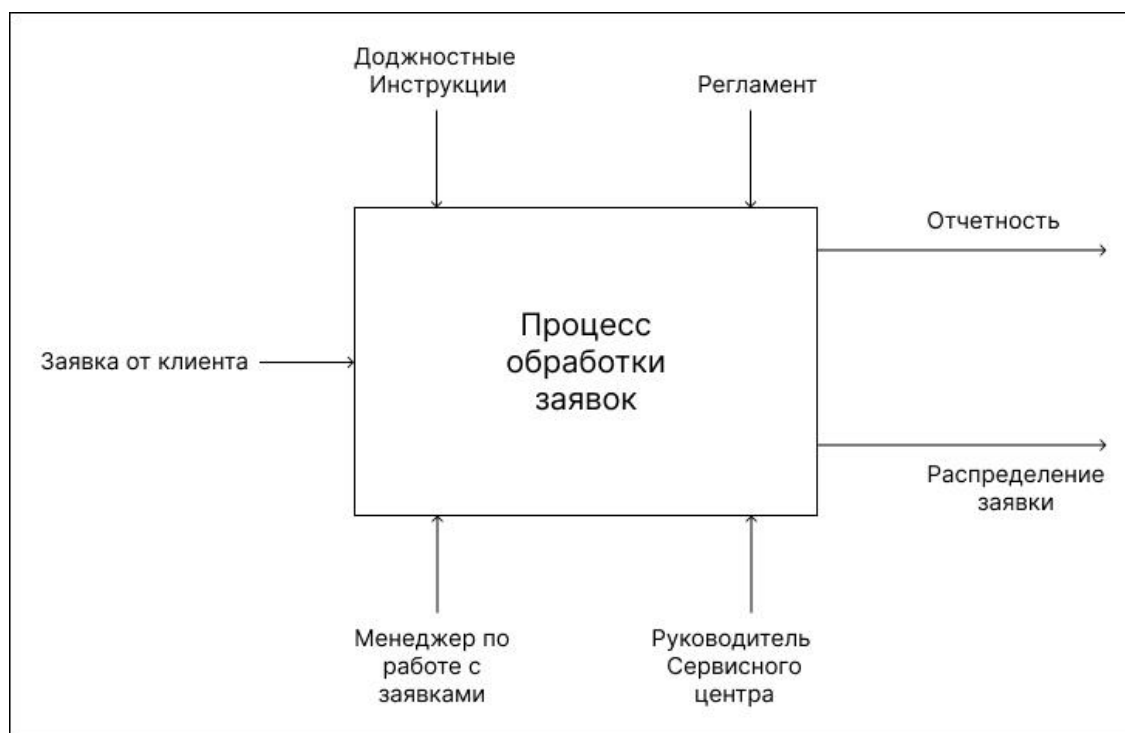 Доджностные
Инструкции
Регламент
Отчетность
Процесс
обработки
заявок
Заявка от клиента
Распределение
заявки
Менеджер по
работе с
заявками
Руководитель
Сервисного
центра